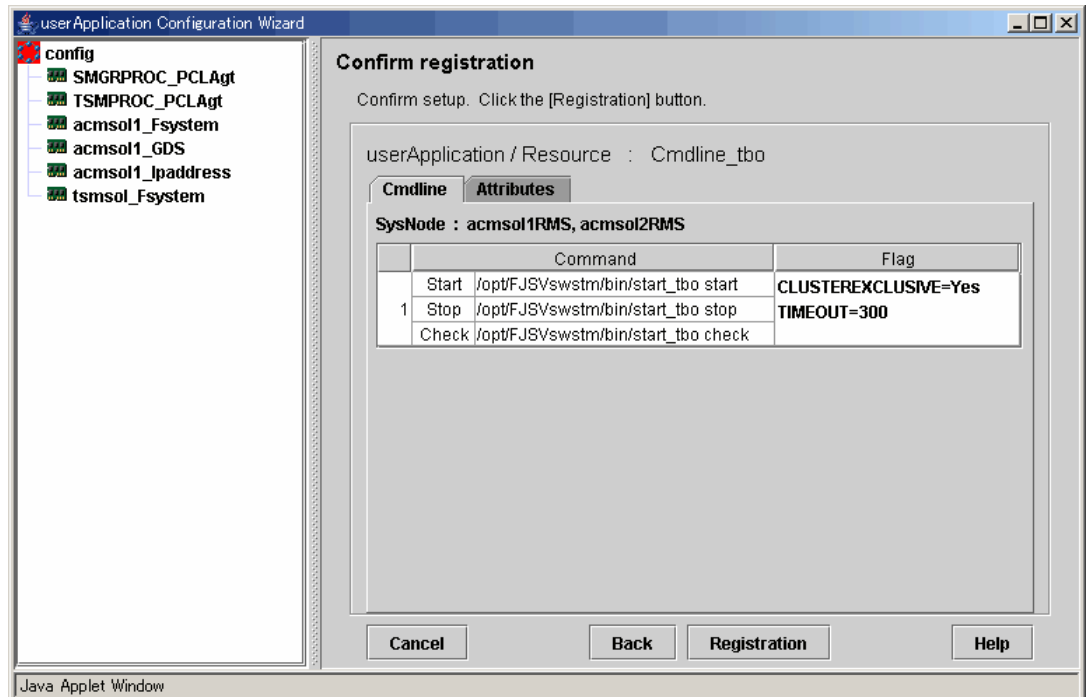 userApplication Configuration Wizard
config
SMGRPROC_PCLAgt
TSMPROC_PCLAgt
acmsol1_Fsystem
acmsol1_GDS
acmsol1_Ipaddress
tsmsol_Fsystem
Confirm registration
Confirm setup. Click the [Registration] button.
userApplication / Resource : Cmdline_tbo
Cmdline Attributes
SysNode : acmsol1RMS, acmsol2RMS
Command Flag
Start /opt/FJSVswstm/bin/start_tbo start CLUSTEREXCLUSIVE=Yes
1 Stop /opt/FJSVswstm/bin/start_tbo stop TIMEOUT=300
Check /opt/FJSVswstm/bin/start_tbo check
Cancel Back Registration Help
Java Applet Window